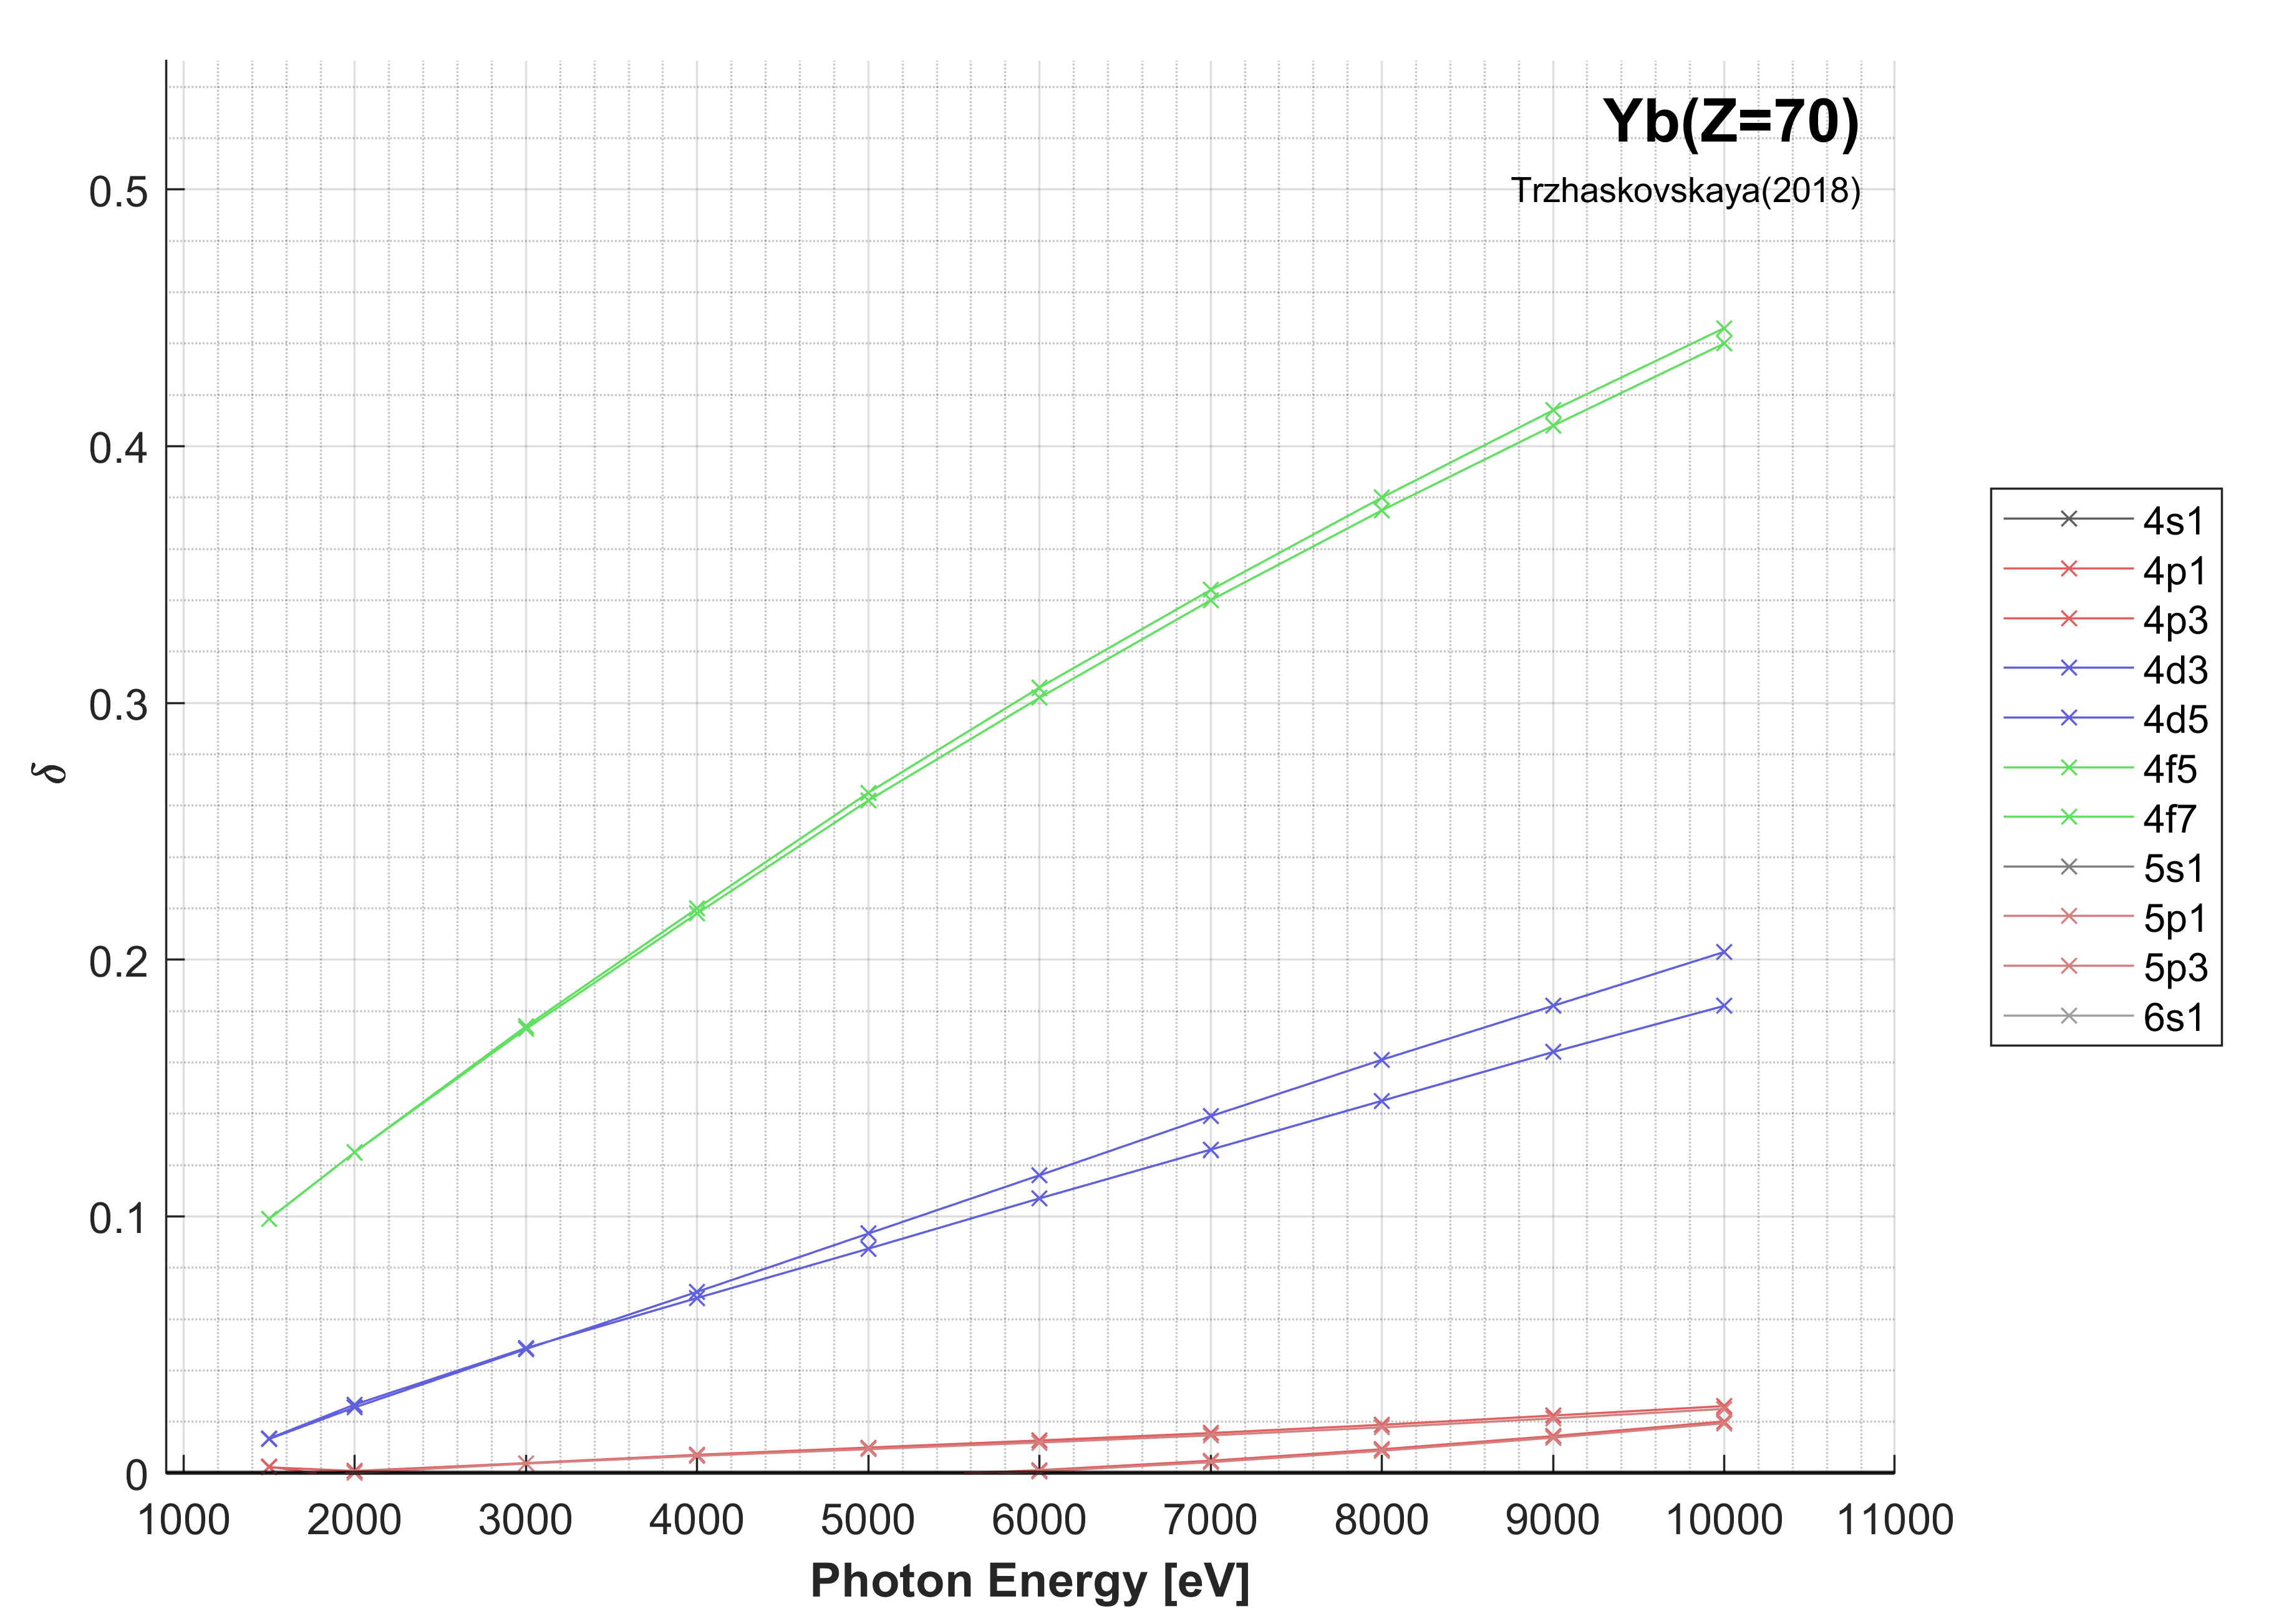 Yb(Z=70)
Trzhaskovskaya(2018)
0.5
0.4
0.3
0.2
0.1
0
δ
1000 2000 3000 4000 5000 6000 7000 8000 9000 10000 11000
Photon Energy [eV]
4s1
4p1
4p3
4d3
4d5
4f5
4f7
5s1
5p1
5p3
6s1